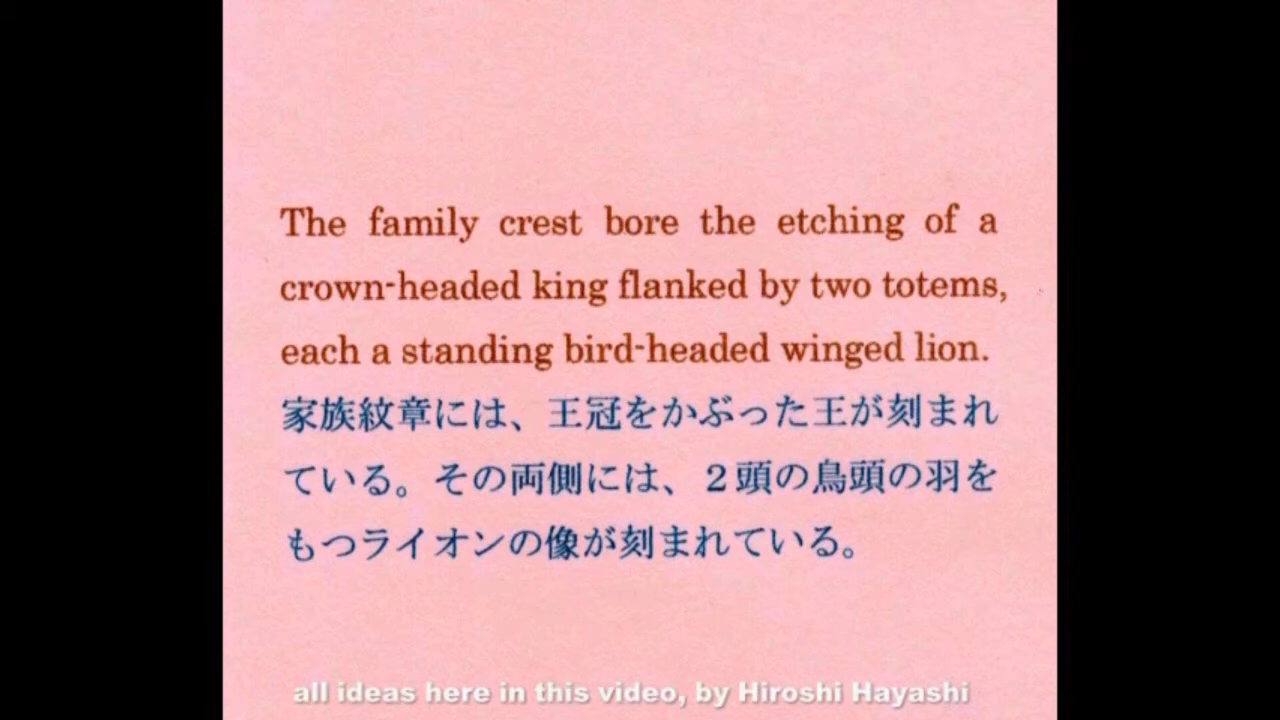 The family crest bore the etching of a
crown-headed king flanked by two totems,
each a standing bird-headed winged lion.
家族紋章には、王冠をかぶった王が刻まれ
ている。その両側には、２頭の鳥頭の羽を
もつライオンの像が刻まれている。
all ideas here in this video, by Hiroshi Hayashi